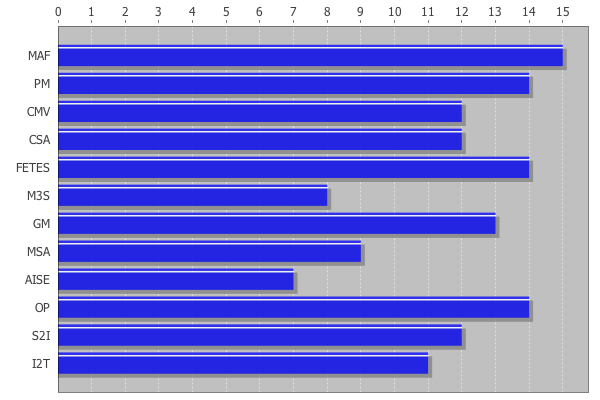 0 1 2 3 4 5 6 7 8 9 10 11 12 13 14 15
MAF
PM
CMV
CSA
FETES
M3S
GM
MSA
AISE
OP
S2I
I2T